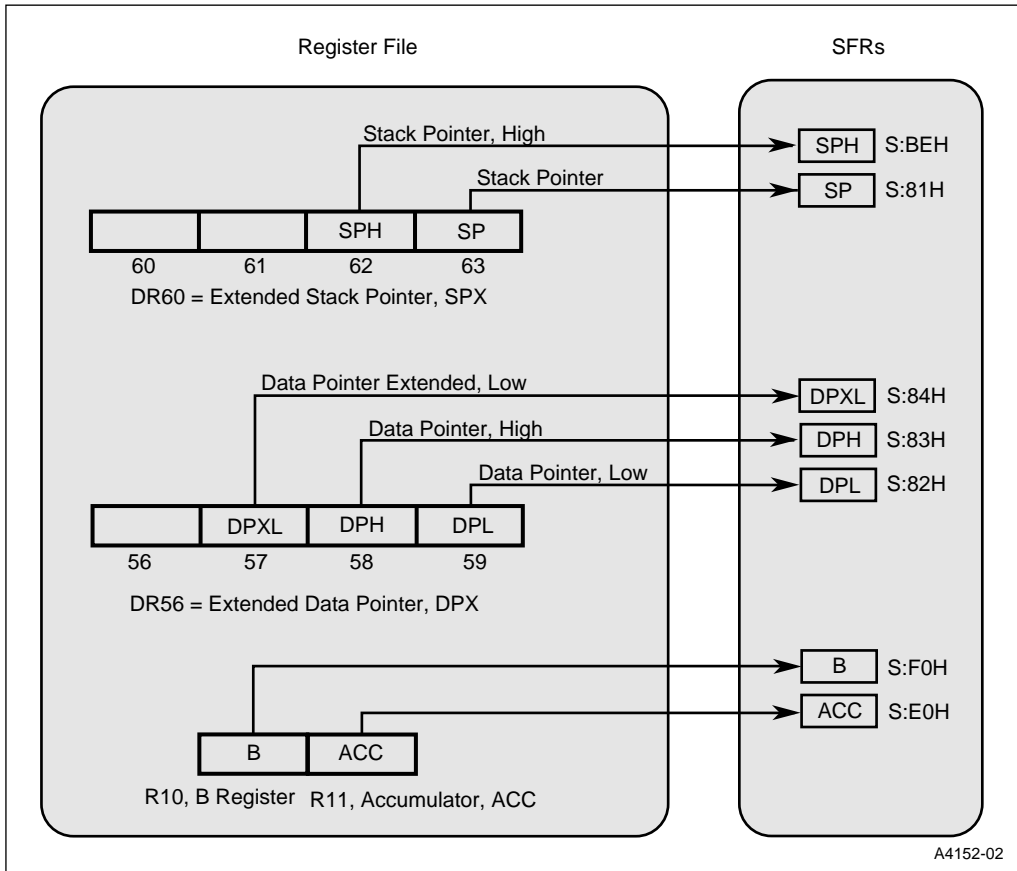 Register File
SFRs
Stack Pointer, High
SPH S:BEH
Stack Pointer
SP S:81H
SPH SP
60 61 62 63
DR60 = Extended Stack Pointer, SPX
Data Pointer Extended, Low
DPXL S:84H
Data Pointer, High
DPH S:83H
Data Pointer, Low
DPL S:82H
DPXL DPH DPL
56 57 58 59
DR56 = Extended Data Pointer, DPX
B S:F0H
ACC S:E0H
B ACC
R10, B Register R11, Accumulator, ACC
A4152-02